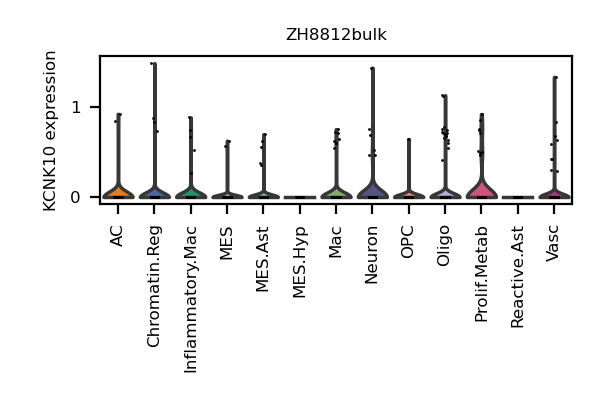 ZH8812bulk
KCNK10 expression
1
0
AC
Chromatin.Reg
Inflammatory.Mac
MES
MES.Ast
MES.Hyp
Mac
Neuron
OPC
Oligo
Prolif.Metab
Reactive.Ast
Vasc